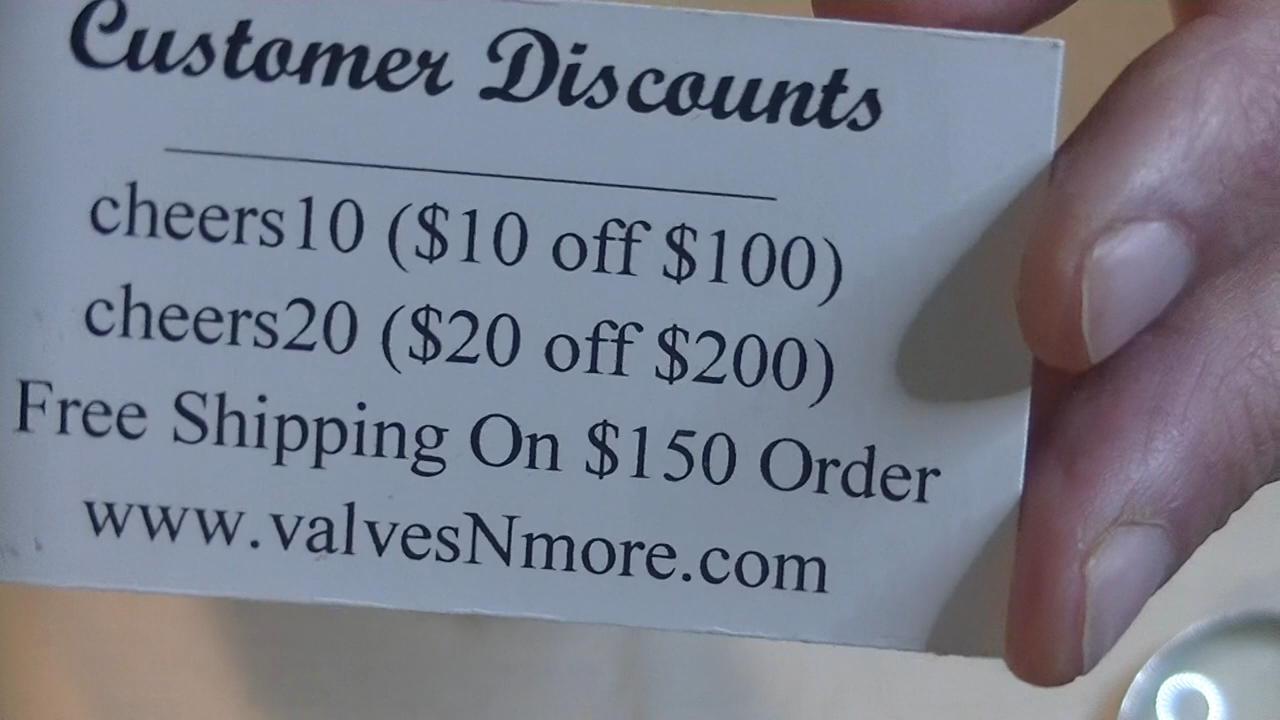 Customer Discounts
cheers10 ($10 off $100)
cheers20 ($20 off $200)
Free Shipping On $150 Order
www.valvesNmore.com